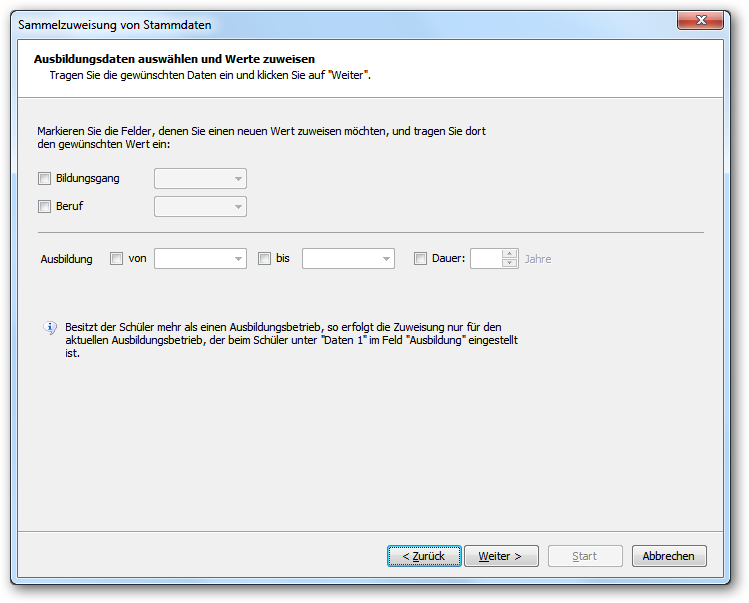 Sammelzuweisung von Stammdaten
Ausbildungsdaten auswählen und Werte zuweisen
Tragen Sie die gewünschten Daten ein und klicken Sie auf "Weiter".
Markieren Sie die Felder, denen Sie einen neuen Wert zuweisen möchten, und tragen Sie dort
den gewünschten Wert ein:
Bildungsgang
Beruf
Ausbildung von bis Dauer: Jahre
Besitzt der Schüler mehr als einen Ausbildungsbetrieb, so erfolgt die Zuweisung nur für den
aktuellen Ausbildungsbetrieb, der beim Schüler unter "Daten 1" im Feld "Ausbildung" eingestellt
ist.
< Zurück Weiter > Start Abbrechen